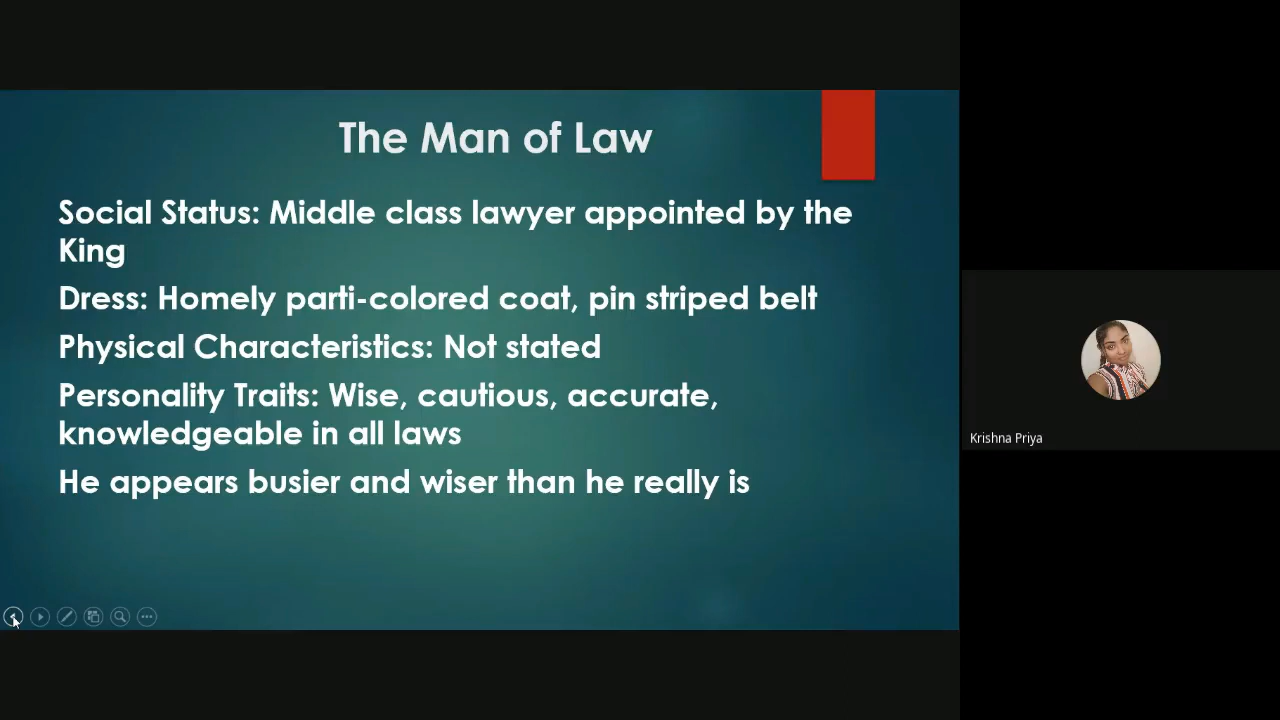 The Man of Law
Social Status: Middle class lawyer appointed by the
King
Dress: Homely parti-colored coat, pin striped belt
Physical Characteristics: Not stated
Personality Traits: Wise, cautious, accurate,
knowledgeable in all laws
He appears busier and wiser than he really is
Krishna Priya